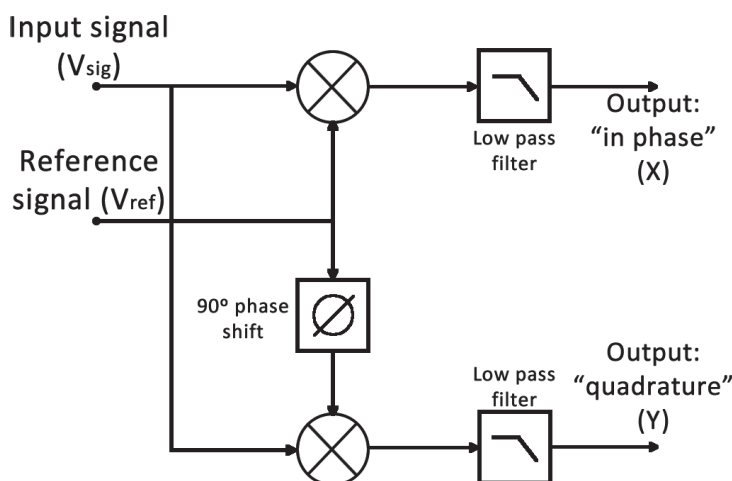 Input signal
(Vsig)
Reference
signal (Vref)
Low pass
filter
Output:
“in phase”
(X)
90º phase
shift
Low pass
filter
Output:
“quadrature”
(Y)